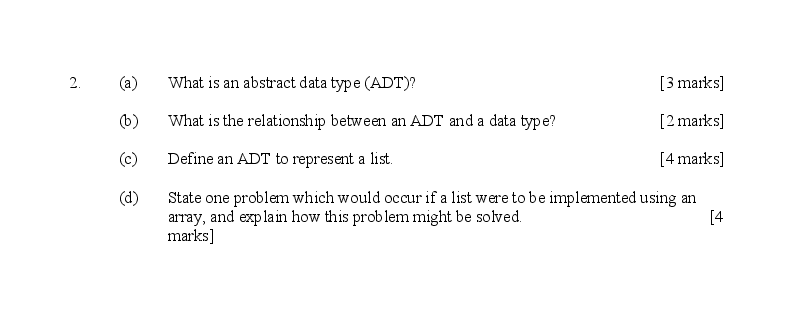 2. (a) What is an abstract data type (ADT)? [3 marks]
(b) What is the relationship between an ADT and a data type? [2 marks]
(c) Define an ADT to represent a list. [4 marks]
(d) State one problem which would occur if a list were to be implemented using an
array, and explain how this problem might be solved. [4
marks]